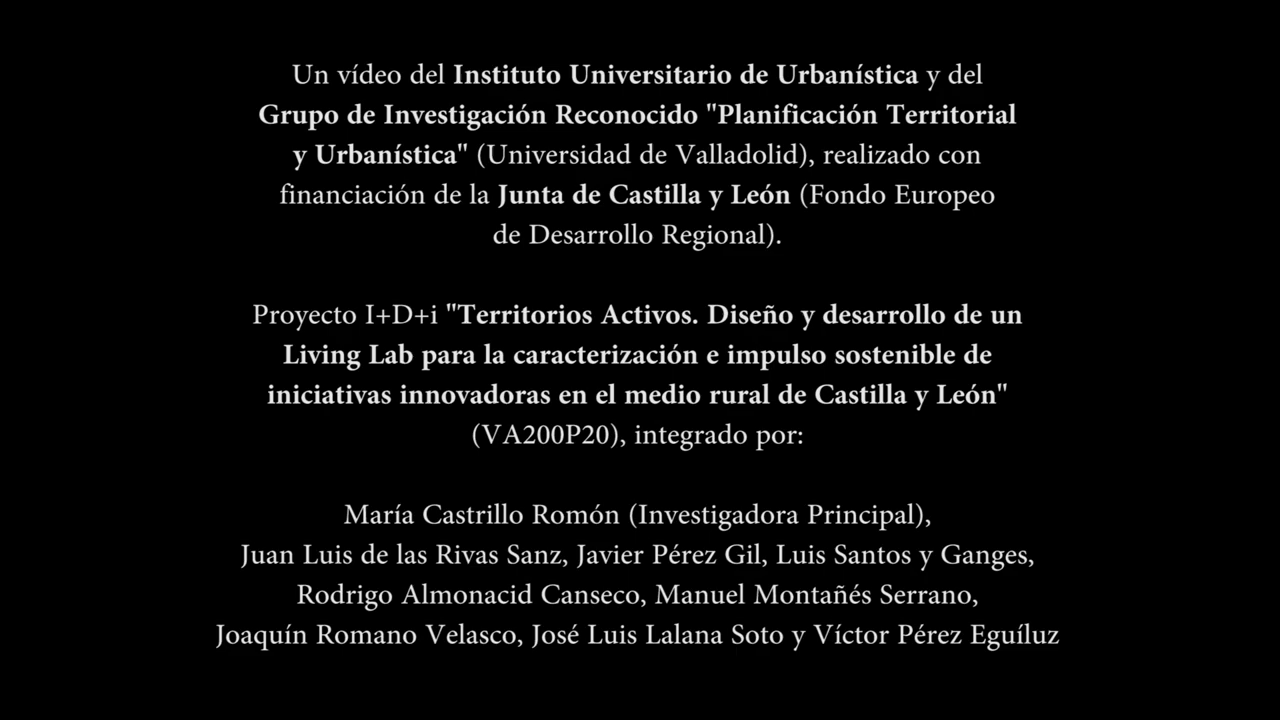 Un vídeo del Instituto Universitario de Urbanística y del
Grupo de Investigación Reconocido "Planificación Territorial
y Urbanística" (Universidad de Valladolid), realizado con
financiación de la Junta de Castilla y León (Fondo Europeo
de Desarrollo Regional).
Proyecto I+D+i "Territorios Activos. Diseño y desarrollo de un
Living Lab para la caracterización e impulso sostenible de
iniciativas innovadoras en el medio rural de Castilla y León"
(VA200P20), integrado por:
María Castrillo Romón (Investigadora Principal),
Juan Luis de las Rivas Sanz, Javier Pérez Gil, Luis Santos y Ganges,
Rodrigo Almonacid Canseco, Manuel Montañés Serrano,
Joaquín Romano Velasco, José Luis Lalana Soto y Víctor Pérez Eguíluz